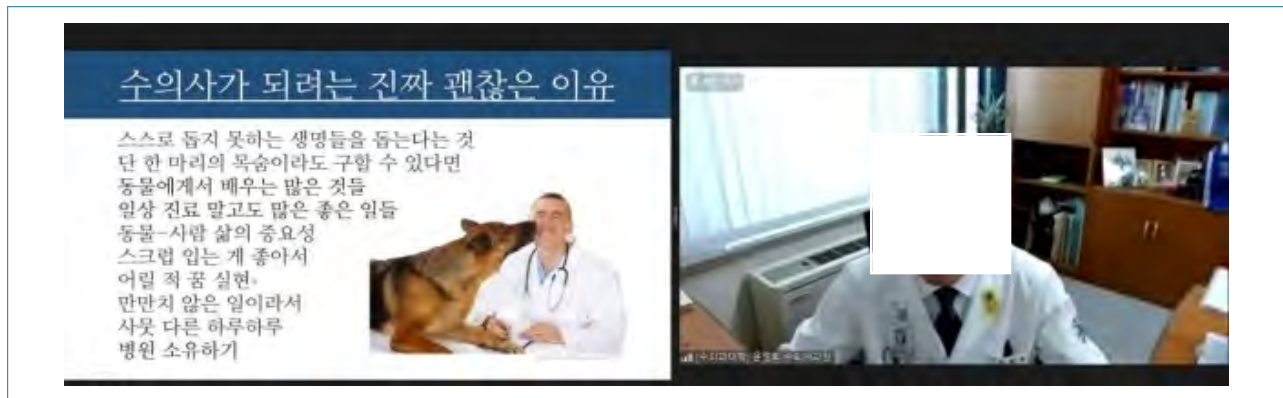 수의사가 되려는 진짜 괜찮은 이유
스스로 돕지 못하는 생명들을 돕는다는 것
단 한 마리의 목숨이라도 구할 수 있다면
동물에게서 배우는 많은 것들
일상 진료 말고도 많은 좋은 일들
동물-사람 삶의 중요성
스크럽 입는 게 좋아서
어릴 적 꿈 실현
만만치 않은 일이라서
사뭇 다른 하루하루
병원 소유하기